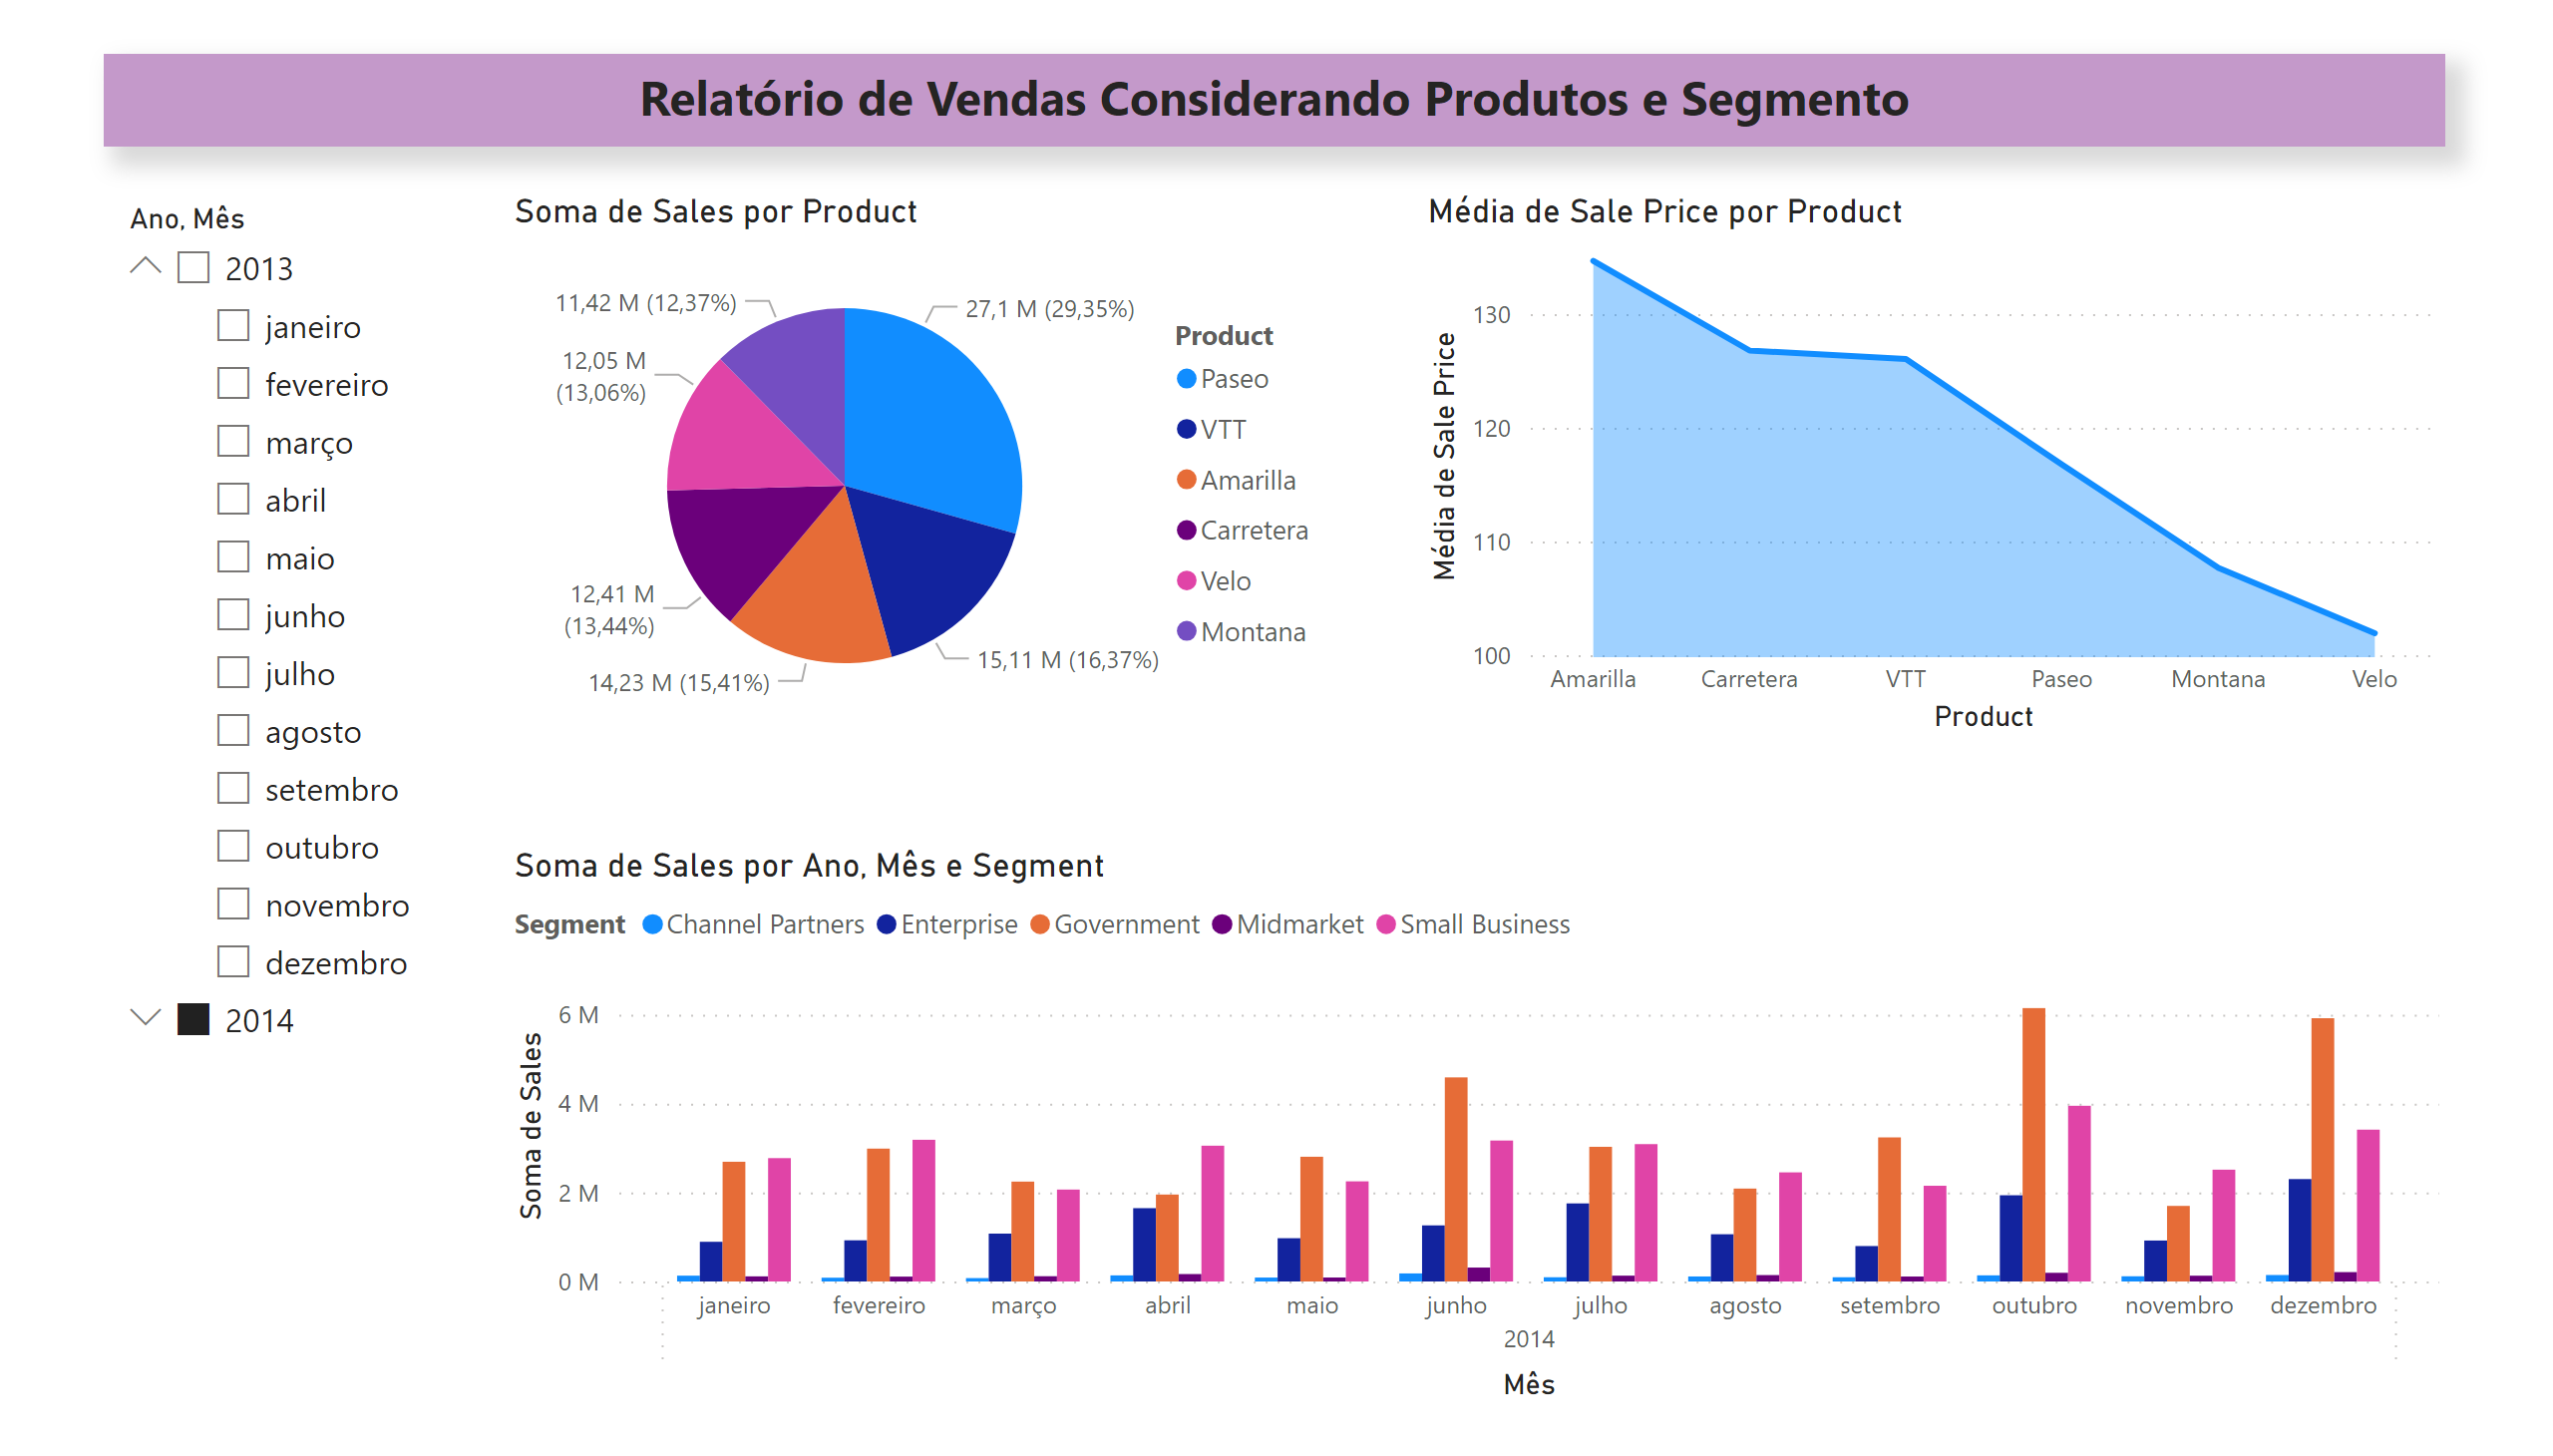 Relatório de Vendas Considerando Produtos e Segmento
Ano, Mês
2013
janeiro
fevereiro
março
abril
maio
junho
julho
agosto
setembro
outubro
novembro
dezembro
2014
Soma de Sales por Product
11,42 M (12,37%)
27,1 M (29,35%)
12,05 M
(13,06%)
12,41 M
(13,44%)
14,23 M (15,41%)
15,11 M (16,37%)
Product
Paseo
VTT
Amarilla
Carretera
Velo
Montana
Média de Sale Price por Product
Média de Sale Price
130
120
110
100
Amarilla Carretera VTT Paseo Montana Velo
Product
Soma de Sales por Ano, Mês e Segment
Segment Channel Partners Enterprise Government Midmarket Small Business
Soma de Sales
6 M
4 M
2 M
0 M
janeiro fevereiro março abril maio junho julho agosto setembro outubro novembro dezembro
2014
Mês